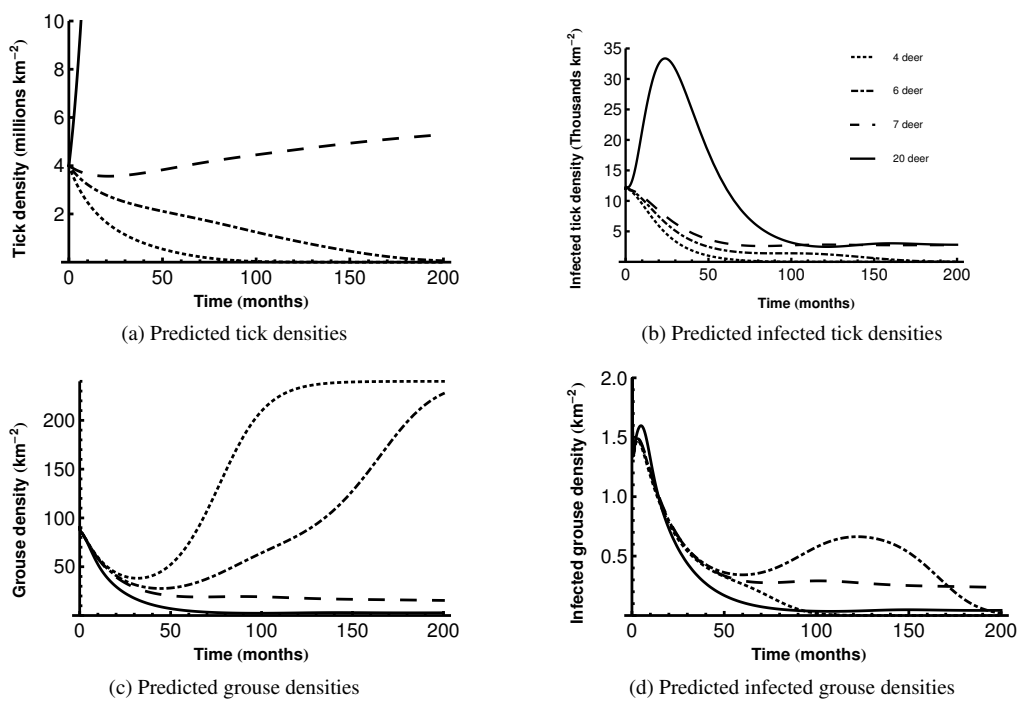 10
8
6
4
2
0 50 100 150 200
Tick density (millions km⁻²)
Time (months)
(a) Predicted tick densities
35
30
25
20
15
10
5
0 50 100 150 200
Infected tick density (Thousands km⁻²)
Time (months)
4 deer
6 deer
7 deer
20 deer
(b) Predicted infected tick densities
200
150
100
50
0 50 100 150 200
Grouse density (km⁻²)
Time (months)
(c) Predicted grouse densities
2.0
1.5
1.0
0.5
0 50 100 150 200
Infected grouse density (km⁻²)
Time (months)
(d) Predicted infected grouse densities